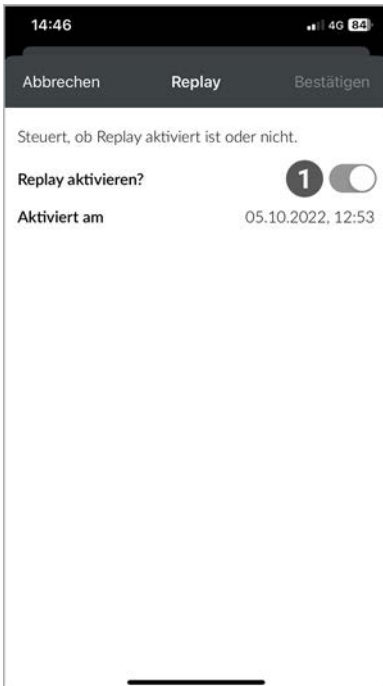 14:46 4G 84
Abbrechen Replay Bestätigen
Steuert, ob Replay aktiviert ist oder nicht.
Replay aktivieren? 1
Aktiviert am 05.10.2022, 12:53